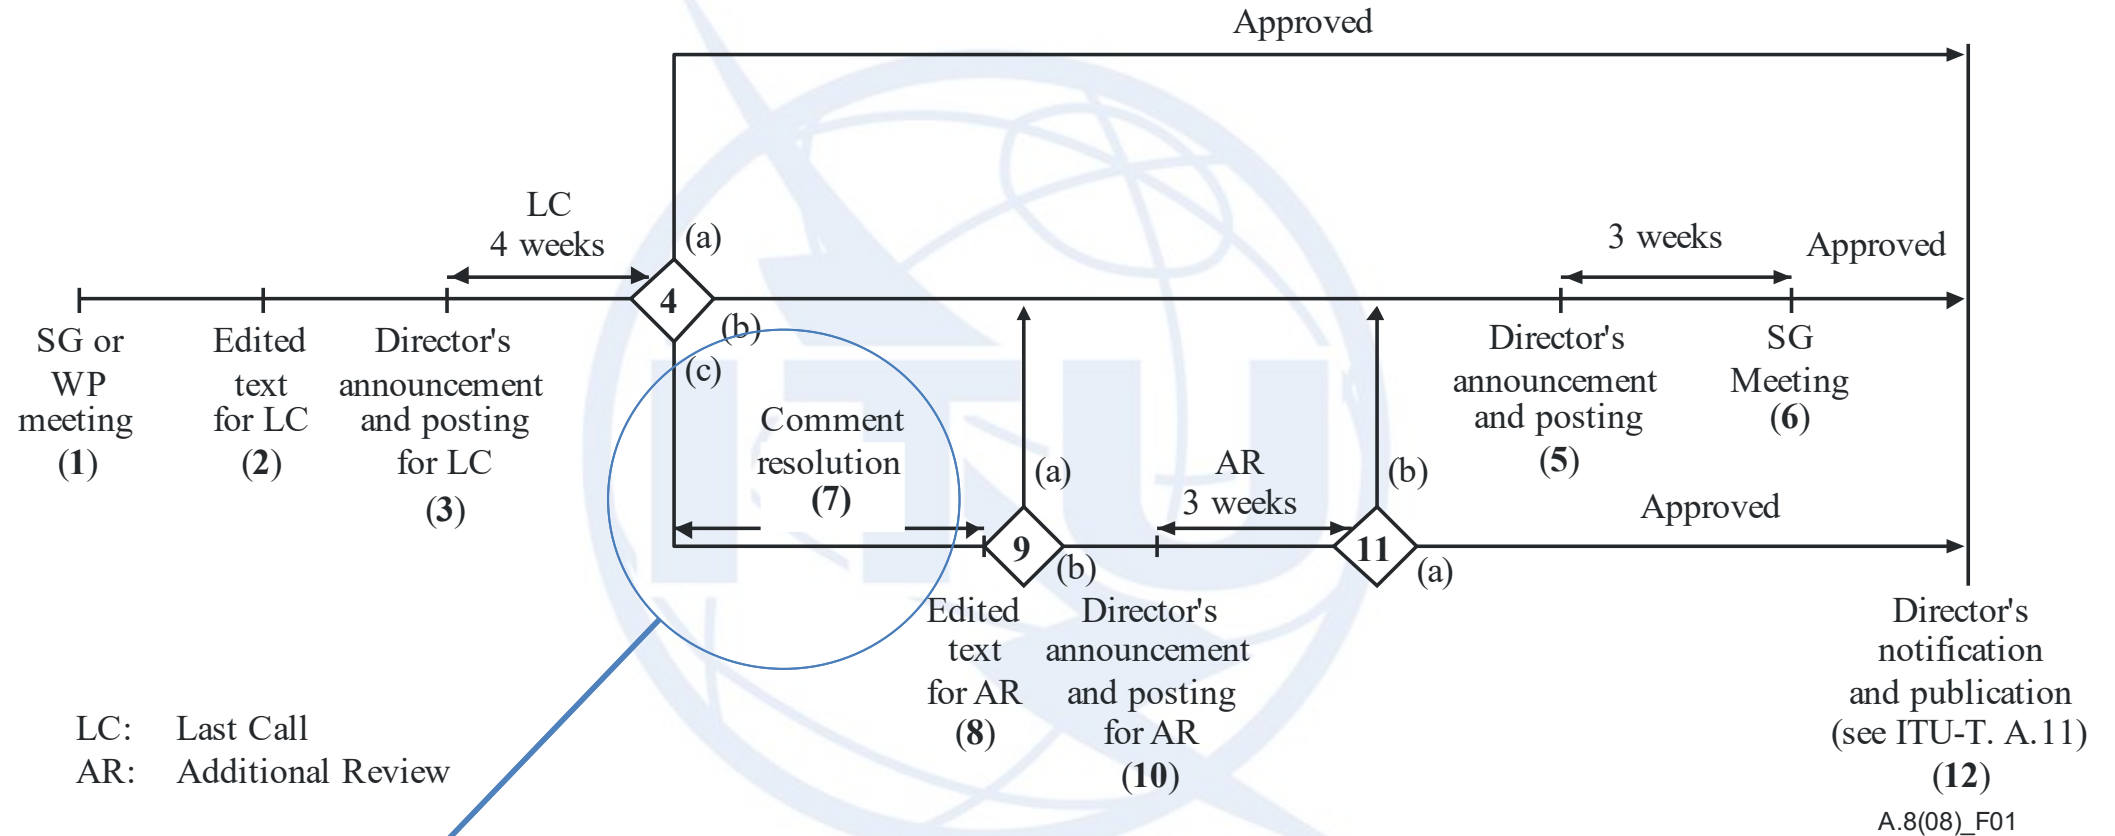 Approved
LC
4 weeks
(a)
3 weeks
Approved
4
(b)
(c)
SG or
WP
meeting
(1)
Edited
text
for LC
(2)
Director's
announcement
and posting
for LC
(3)
Comment
resolution
(7)
(a)
AR
3 weeks
(b)
Director's
announcement
and posting
(5)
SG
Meeting
(6)
Approved
9
(b)
11
(a)
Edited
text
for AR
(8)
Director's
announcement
and posting
for AR
(10)
Director's
notification
and publication
(see ITU-T. A.11)
(12)
LC: Last Call
AR: Additional Review
A.8(08)_F01
ITU